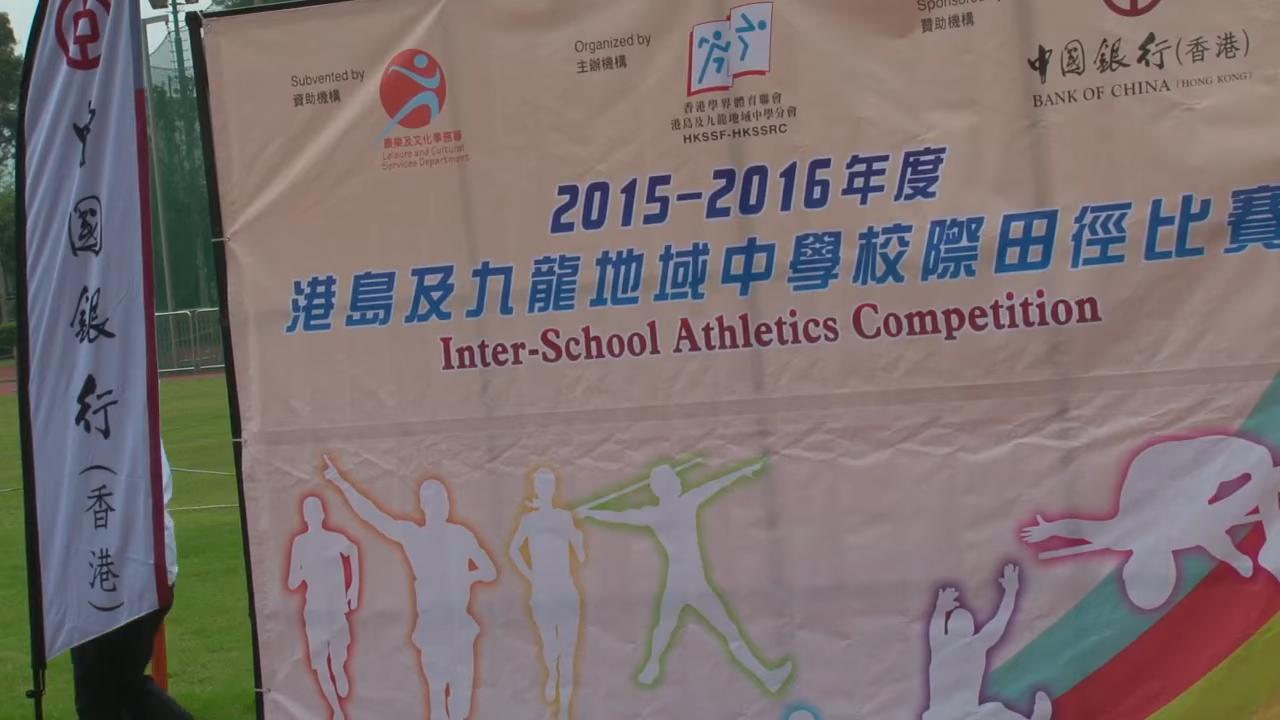 中國銀行(香港)
Subvented by
資助機構
康樂及文化事務署
Leisure and Cultural
Services Department
Organized by
主辦機構
香港學界體育聯會
港島及九龍地域中學分會
HKSSF-HKSSRC
Sponsored by
贊助機構
中國銀行(香港)
BANK OF CHINA (HONG KONG)
2015-2016年度
港島及九龍地域中學校際田徑比賽
Inter-School Athletics Competition